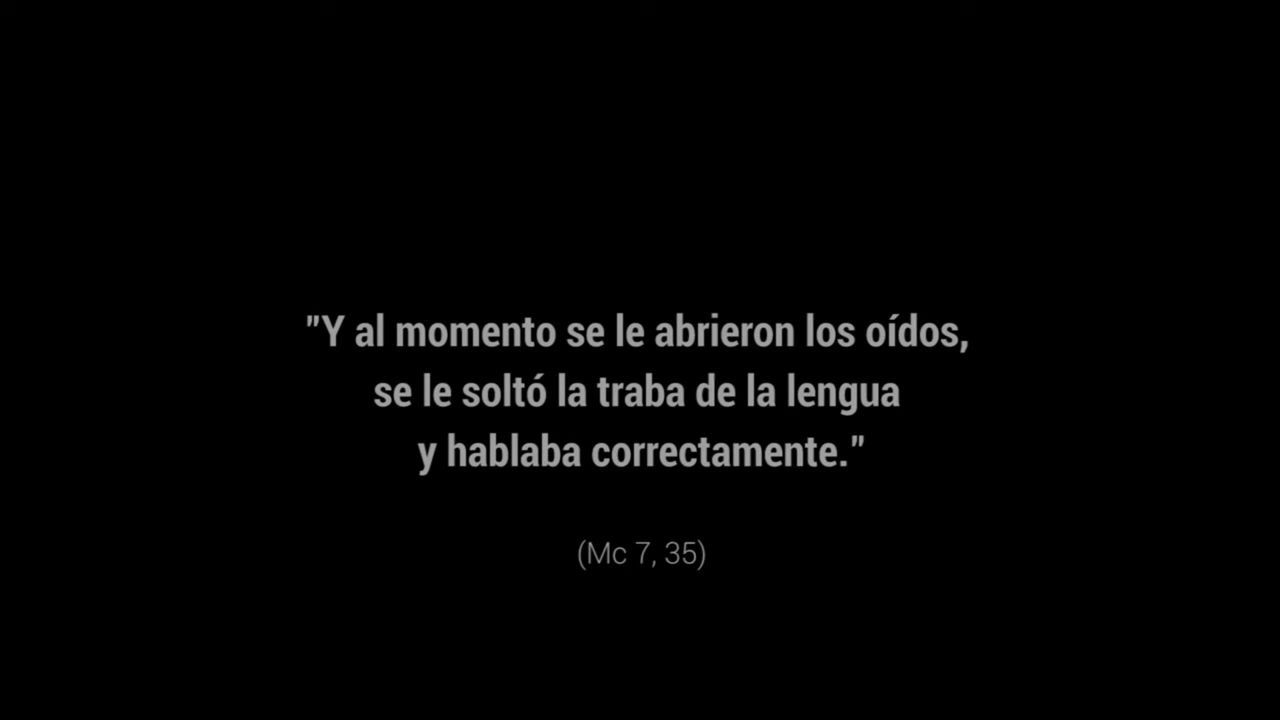 "Y al momento se le abrieron los oídos,
se le soltó la traba de la lengua
y hablaba correctamente."
(Mc 7, 35)